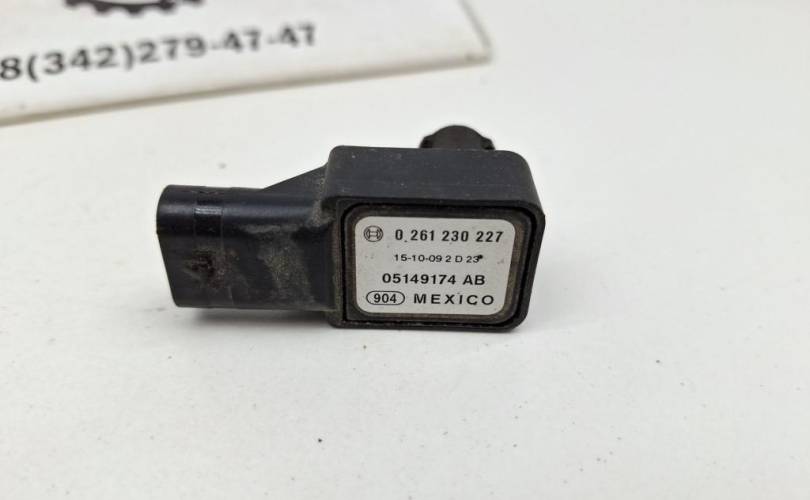 8(342)279-47-47
0 261 230 227
15-10-09 2 D 23*
05149174 AB
904 MEXICO